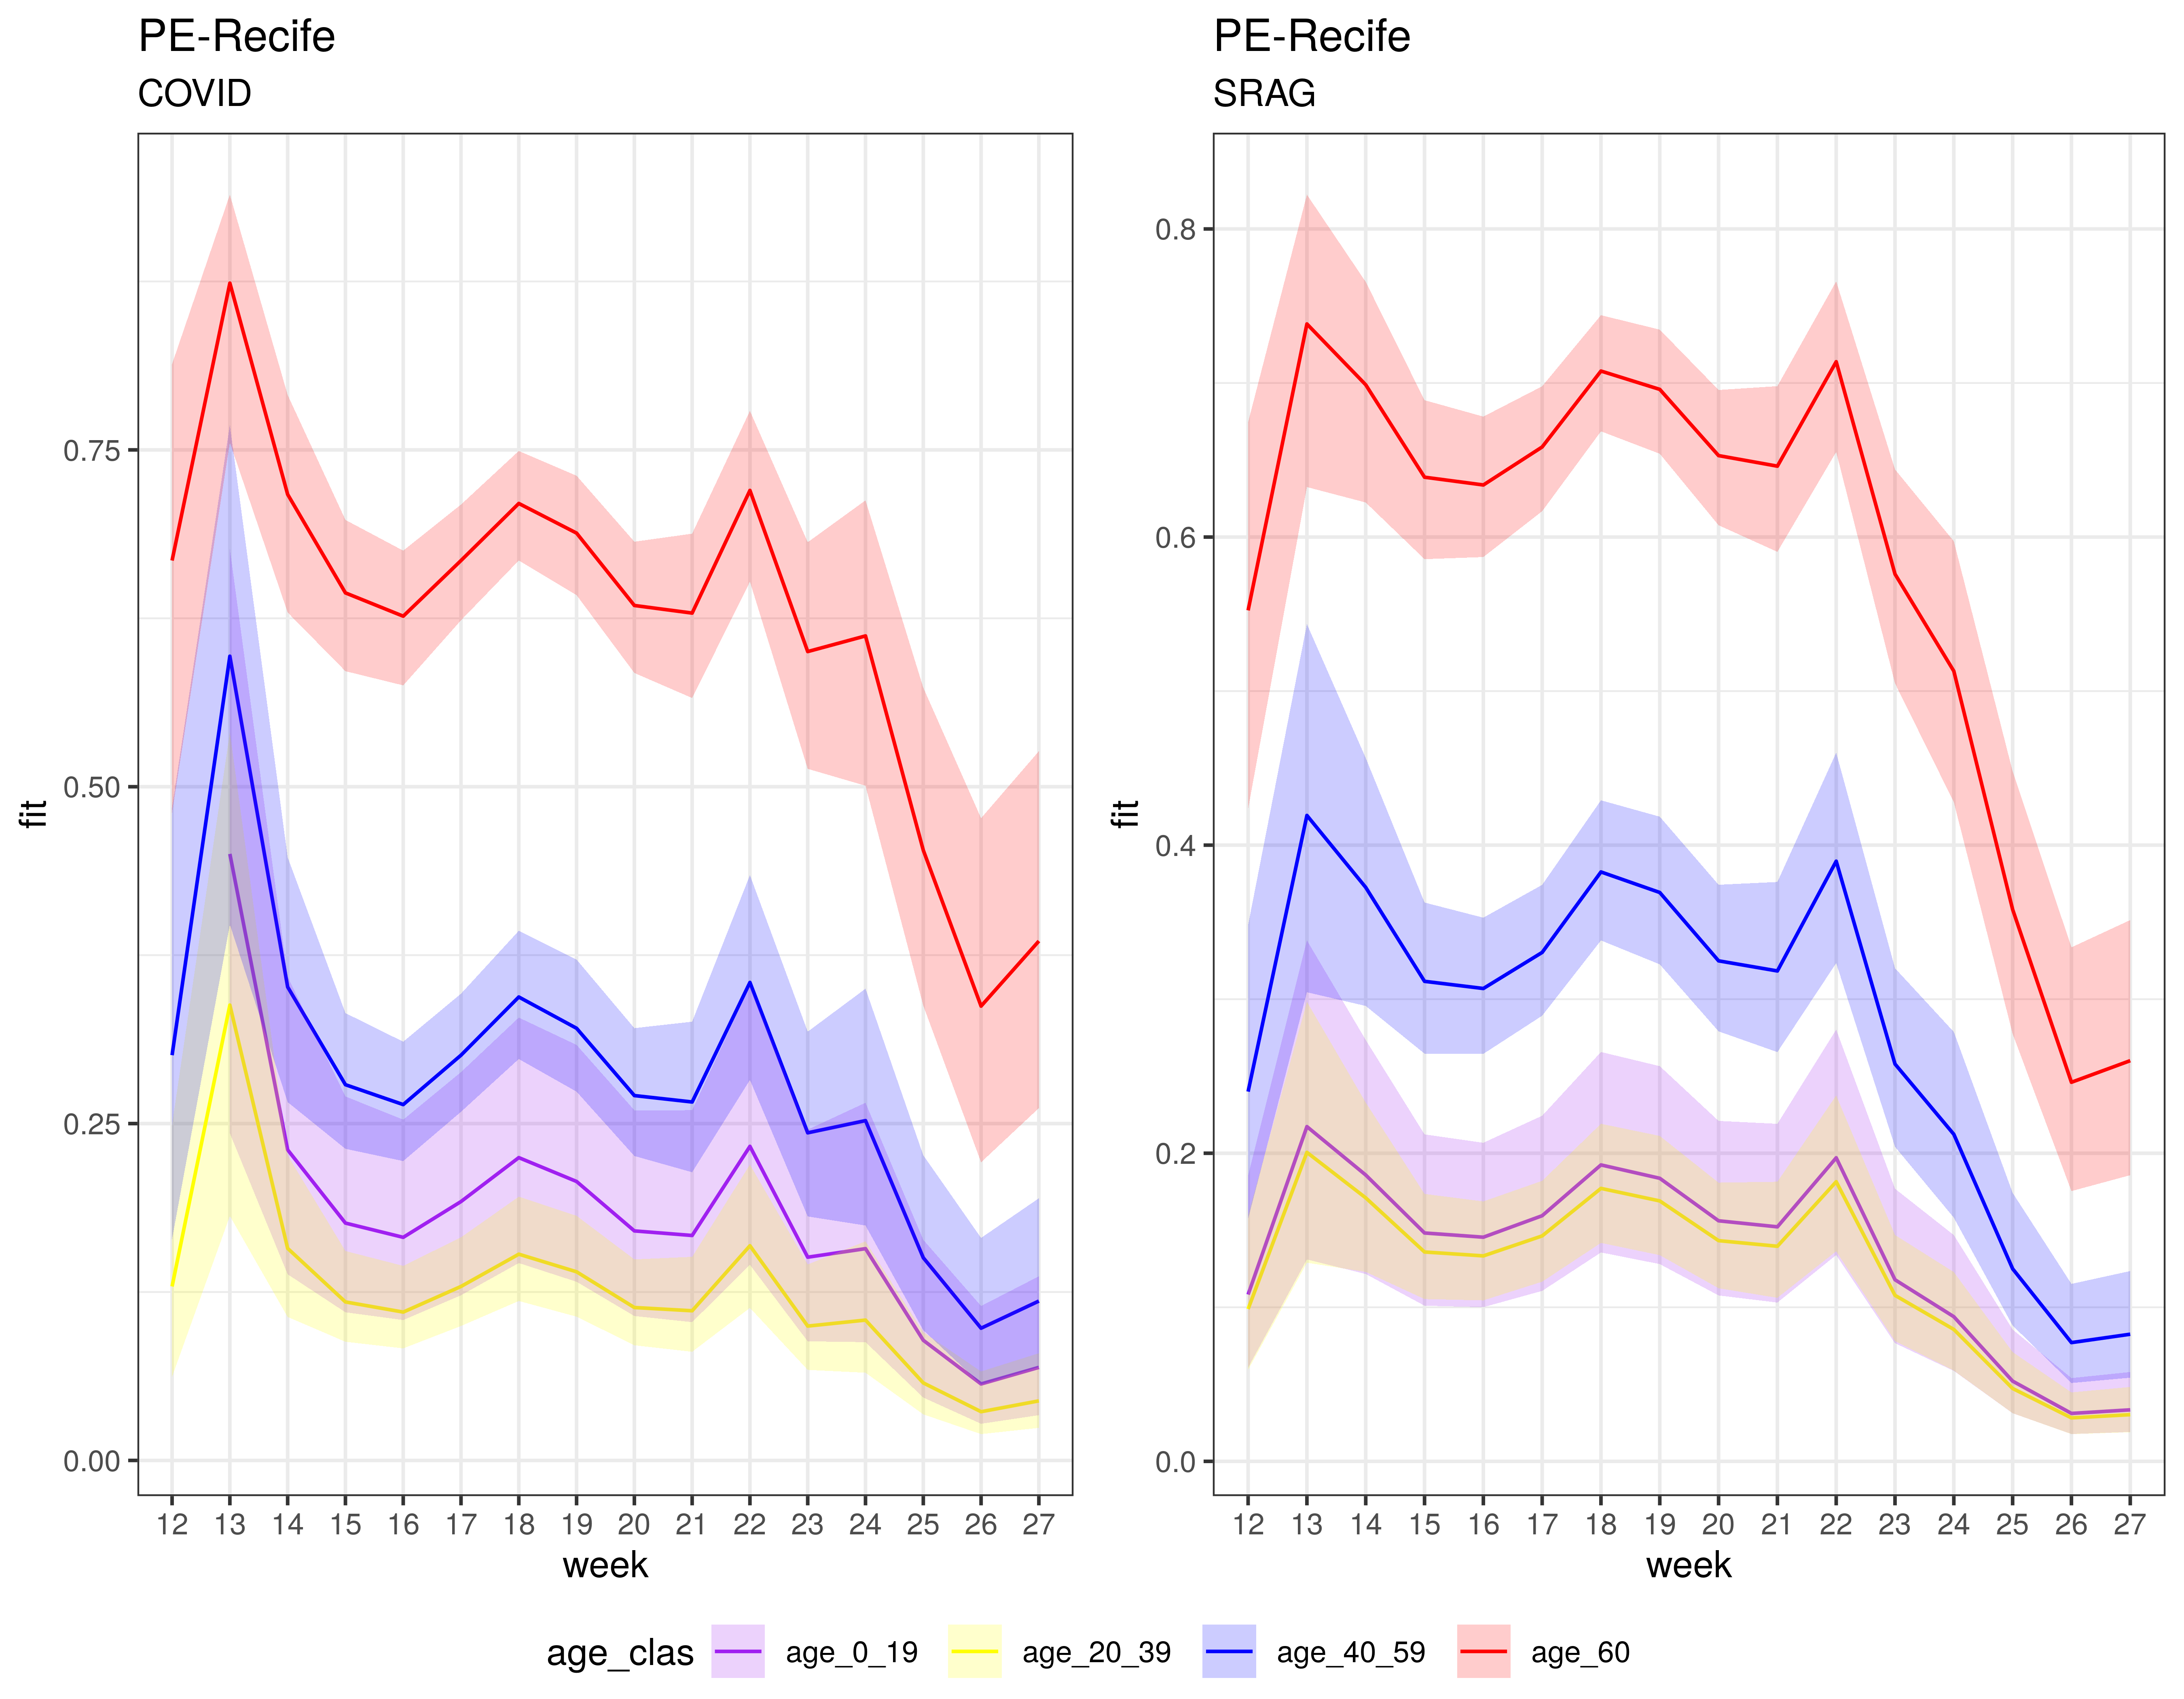 PE-Recife
COVID
fit
0.75
0.50
0.25
0.00
12 13 14 15 16 17 18 19 20 21 22 23 24 25 26 27
week
PE-Recife
SRAG
fit
0.8
0.6
0.4
0.2
0.0
12 13 14 15 16 17 18 19 20 21 22 23 24 25 26 27
week
age_clas age_0_19 age_20_39 age_40_59 age_60